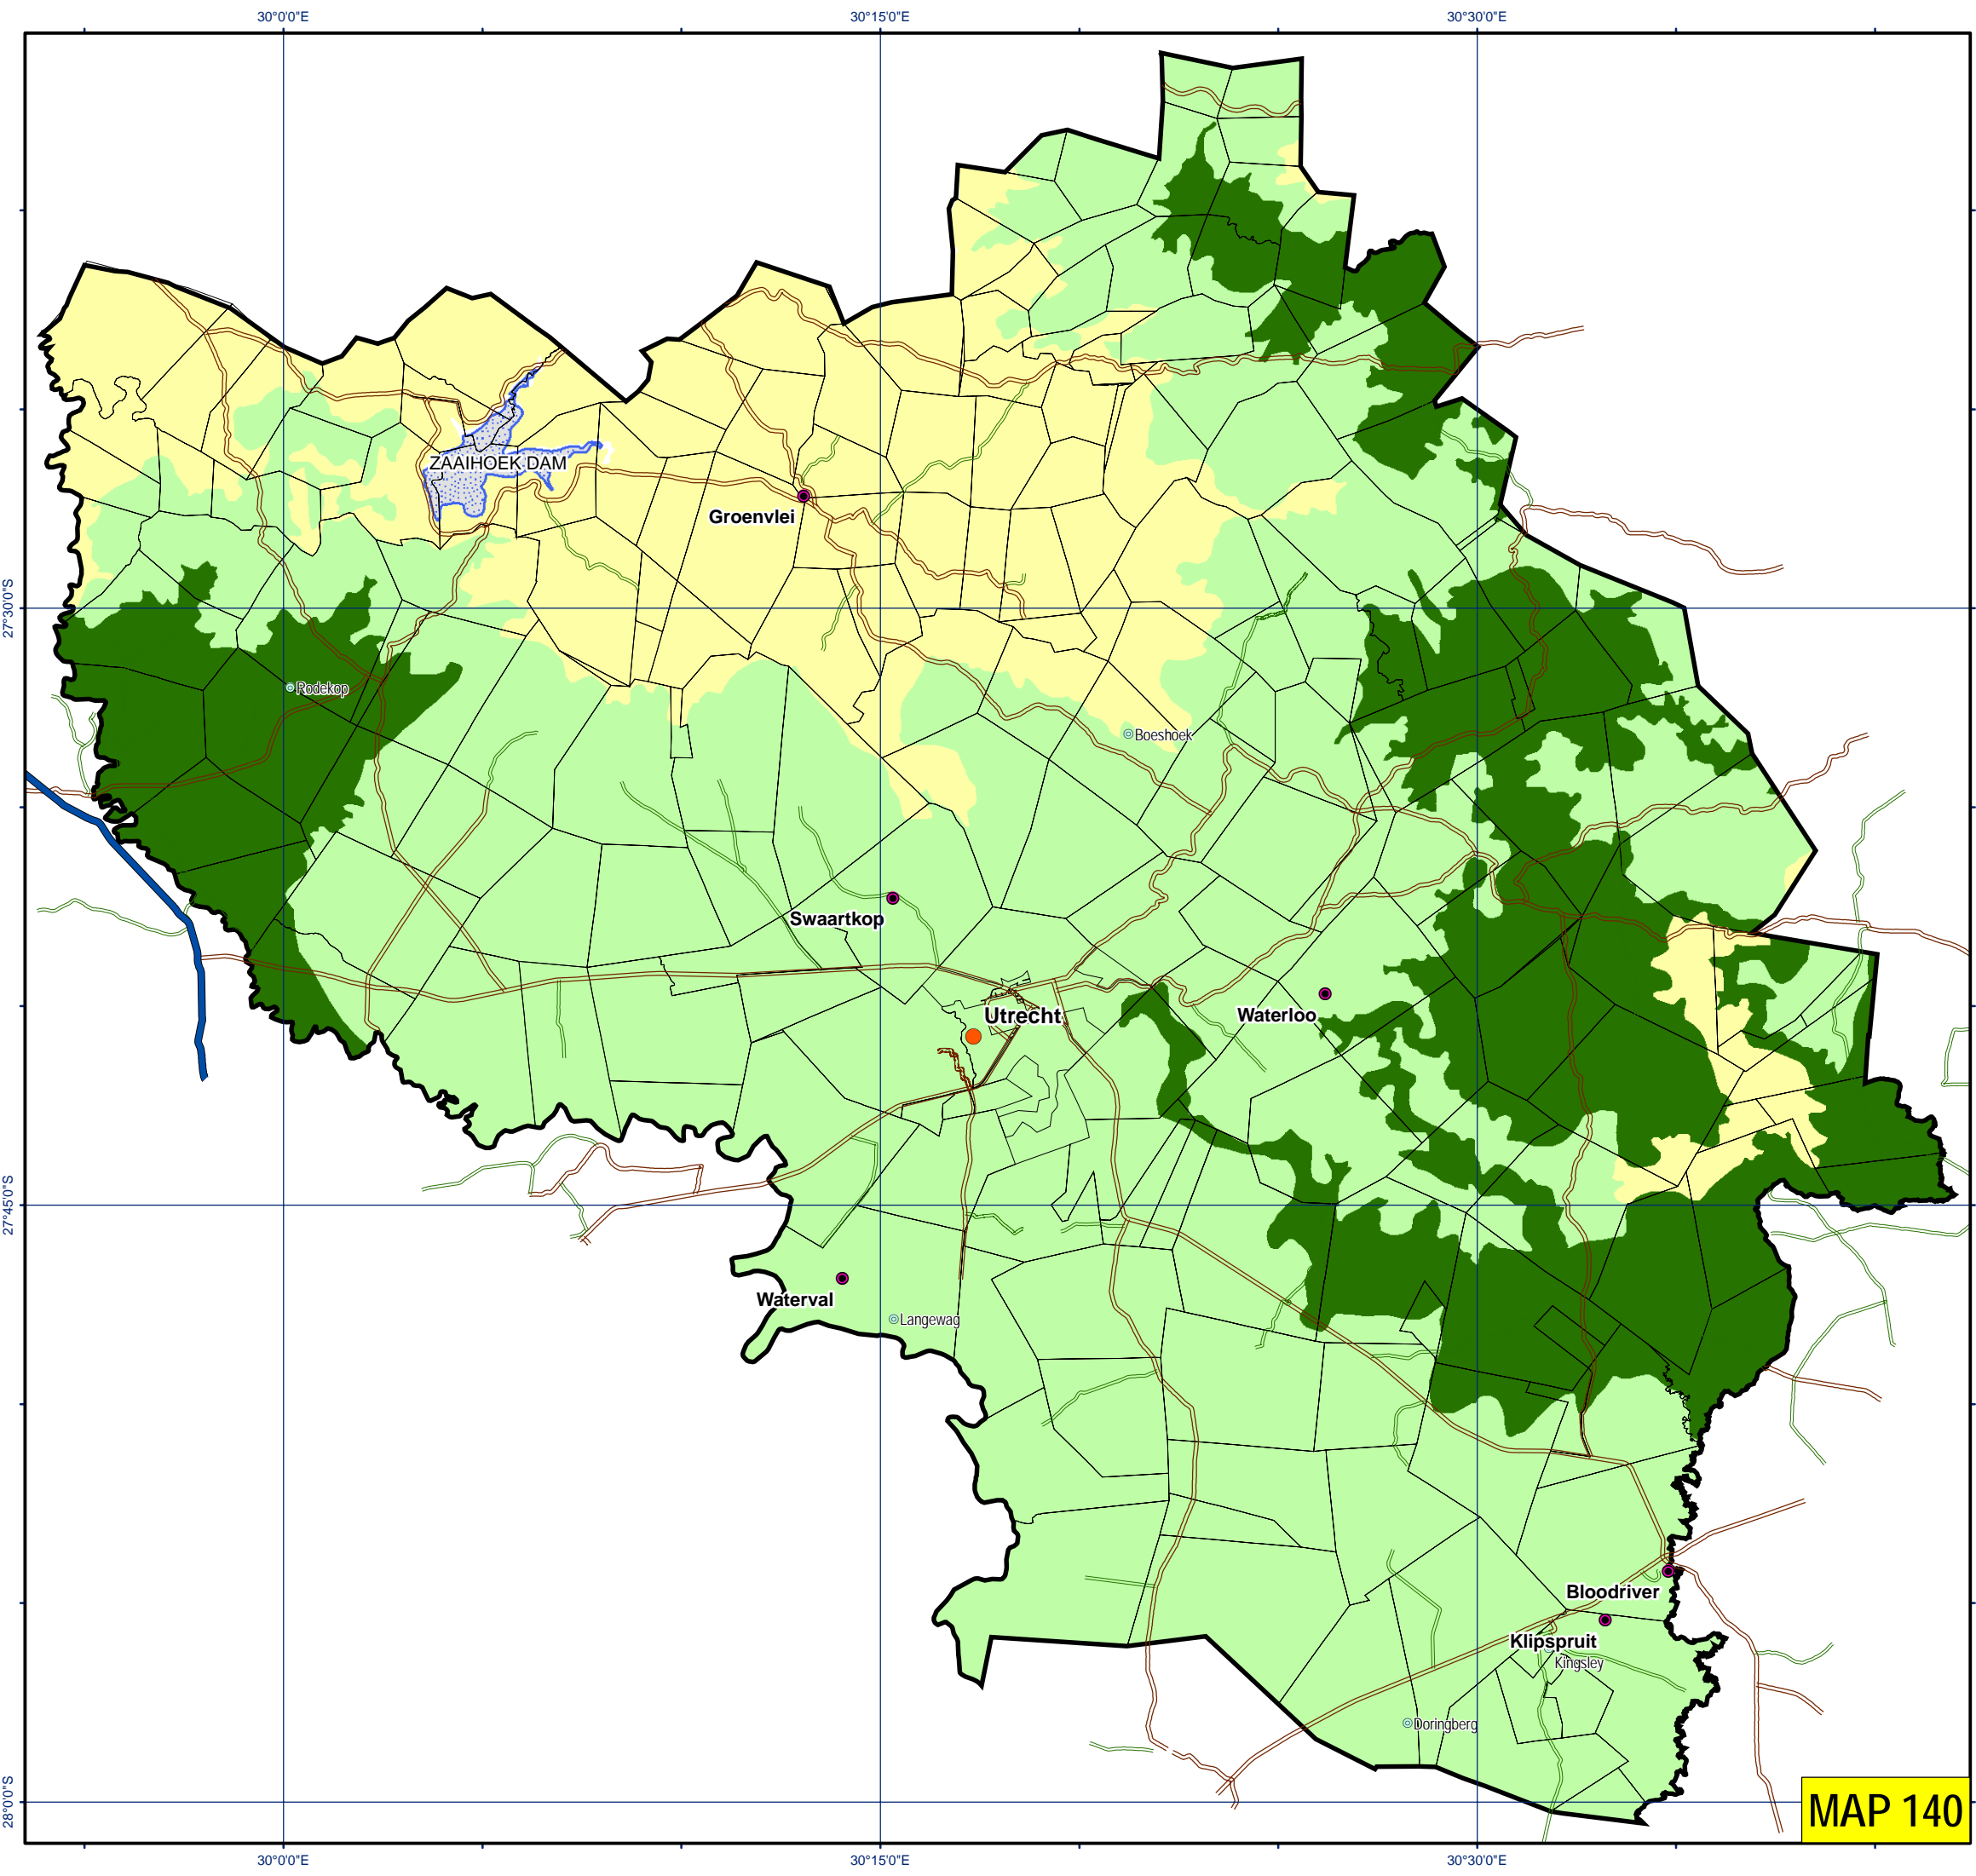 30°0'0"E
30°15'0"E
30°30'0"E
ZAAIHOEK DAM
Groenvlei
27°30'0"S
Rodekop
Boeshoek
Swaartkop
Utrecht
Waterloo
27°45'0"S
Waterval
Langewag
Bloodriver
Klipspruit
Kingsley
Doringberg
28°0'0"S
MAP 140
30°0'0"E
30°15'0"E
30°30'0"E